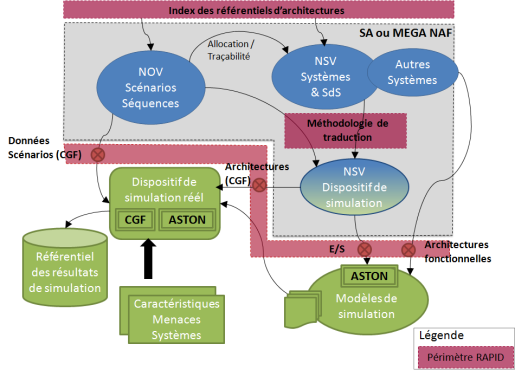 Index des référentiels d'architectures
SA ou MEGA NAF
Allocation /
Traçabilité
NOV
Scénarios
Séquences
NSV
Systèmes
& SdS
Autres
Systèmes
Méthodologie de
traduction
Données
Scénarios (CGF)
Architectures
(CGF)
NSV
Dispositif de
simulation
Dispositif de
simulation réél
CGF
ASTON
E/S
Architectures
fonctionnelles
Référentiel
des résultats
de simulation
Caractéristiques
Menaces
Systèmes
ASTON
Modèles de
simulation
Légende
Périmètre RAPID